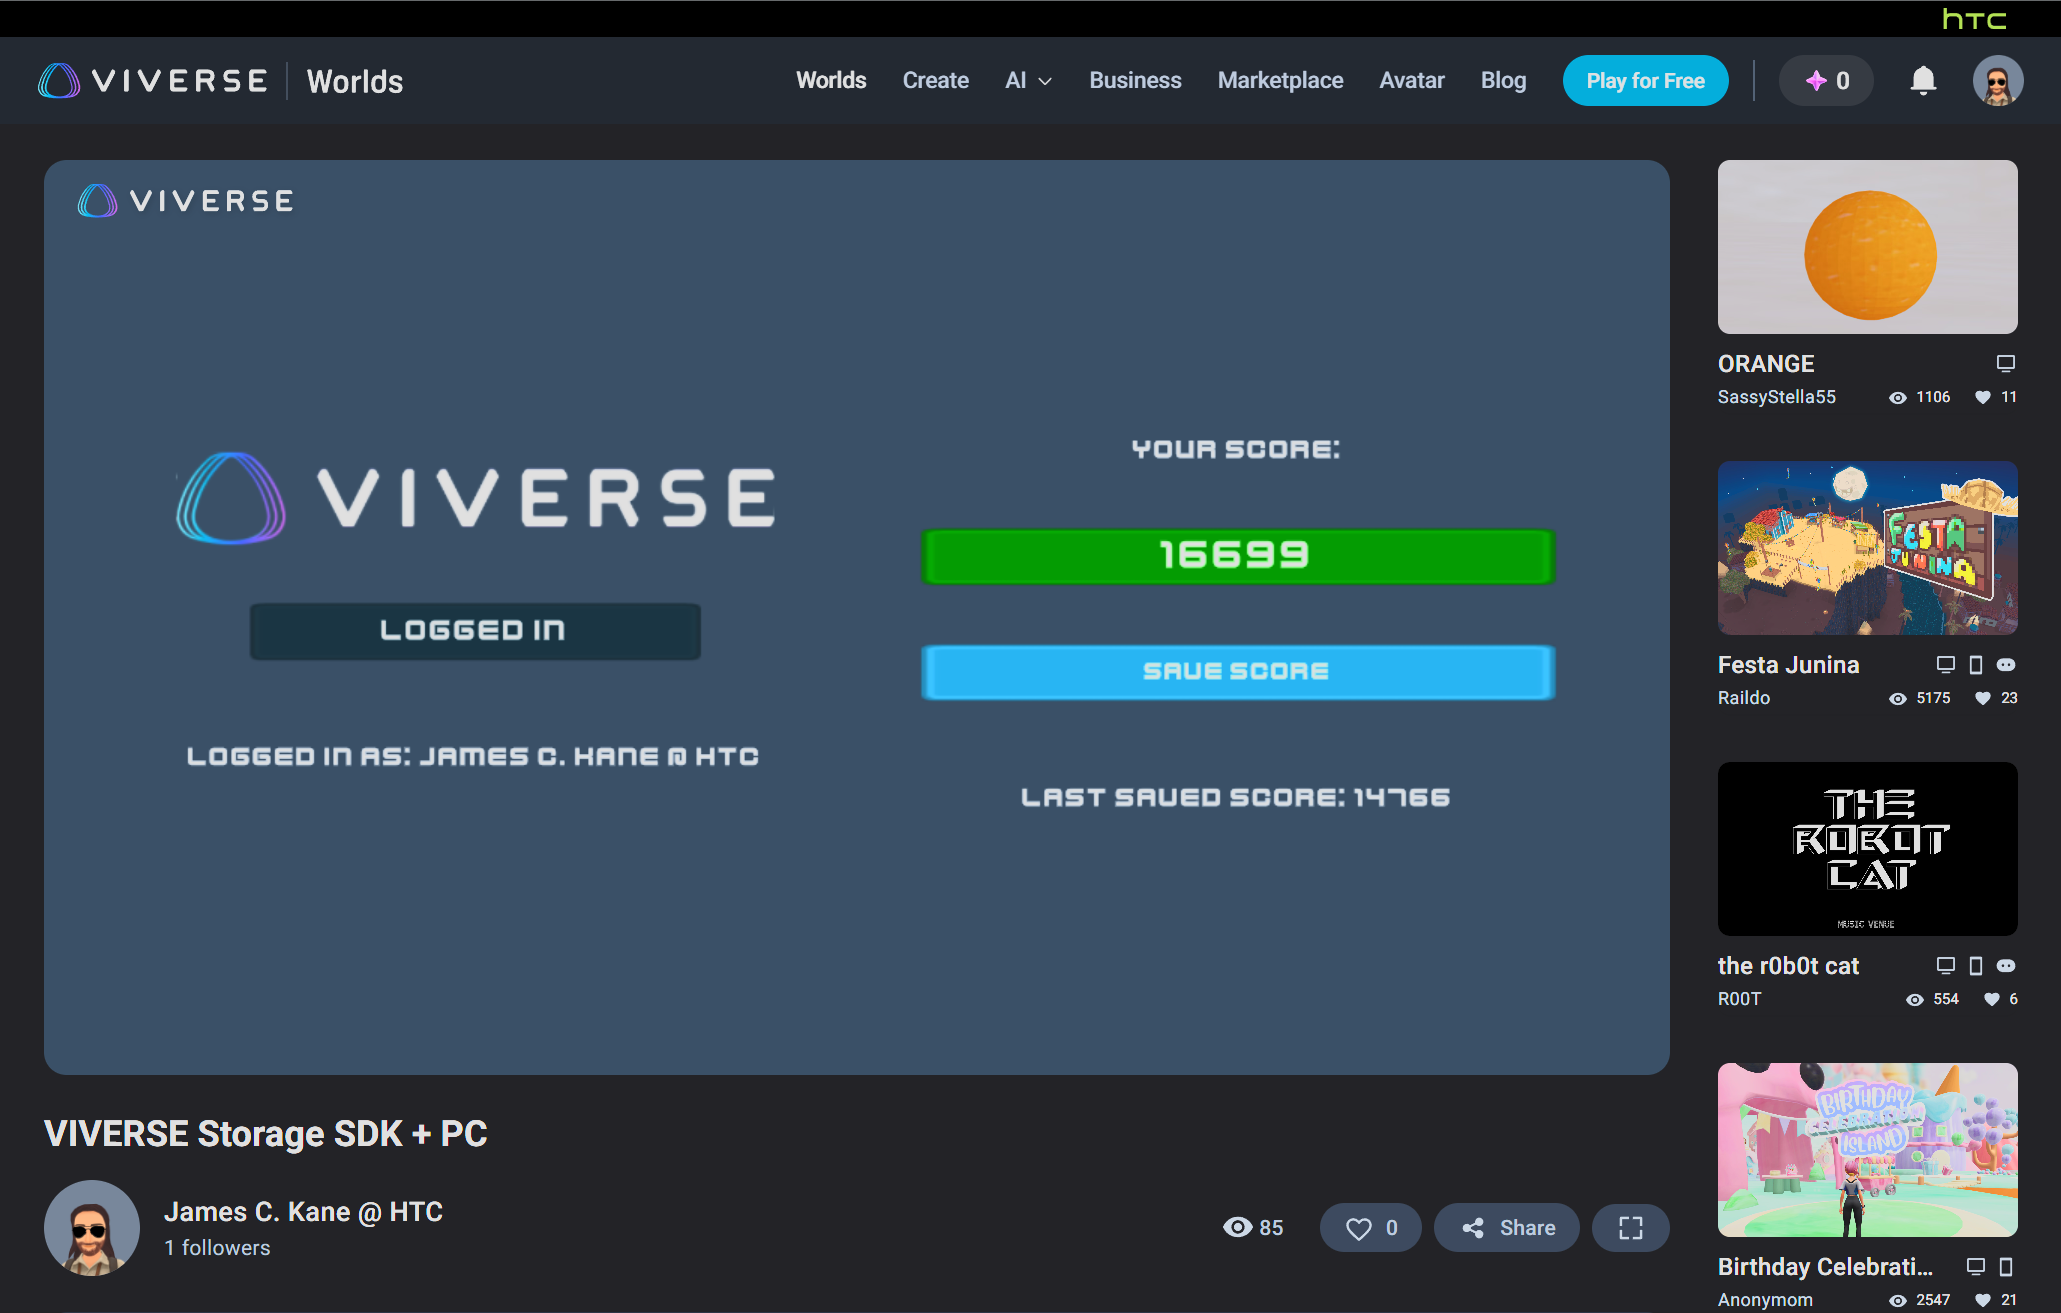 hTC
VIVERSE Worlds
Worlds Create AI Business Marketplace Avatar Blog Play for Free 0
VIVERSE
VIVERSE
LOGGED IN
LOGGED IN AS: JAMES C. KANE @ HTC
YOUR SCORE:
16699
SAVE SCORE
LAST SAVED SCORE: 14766
VIVERSE Storage SDK + PC
James C. Kane @ HTC
1 followers
85 0 Share
ORANGE
SassyStella55 1106 11
FESTA
JUNINA
Festa Junina
Raildo 5175 23
THE
ROBOT
CAT
MUSIC VENUE
the r0b0t cat
R00T 554 6
BIRTHDAY
CELEBRATION
ISLAND
Birthday Celebrati...
Anonymom 2547 21